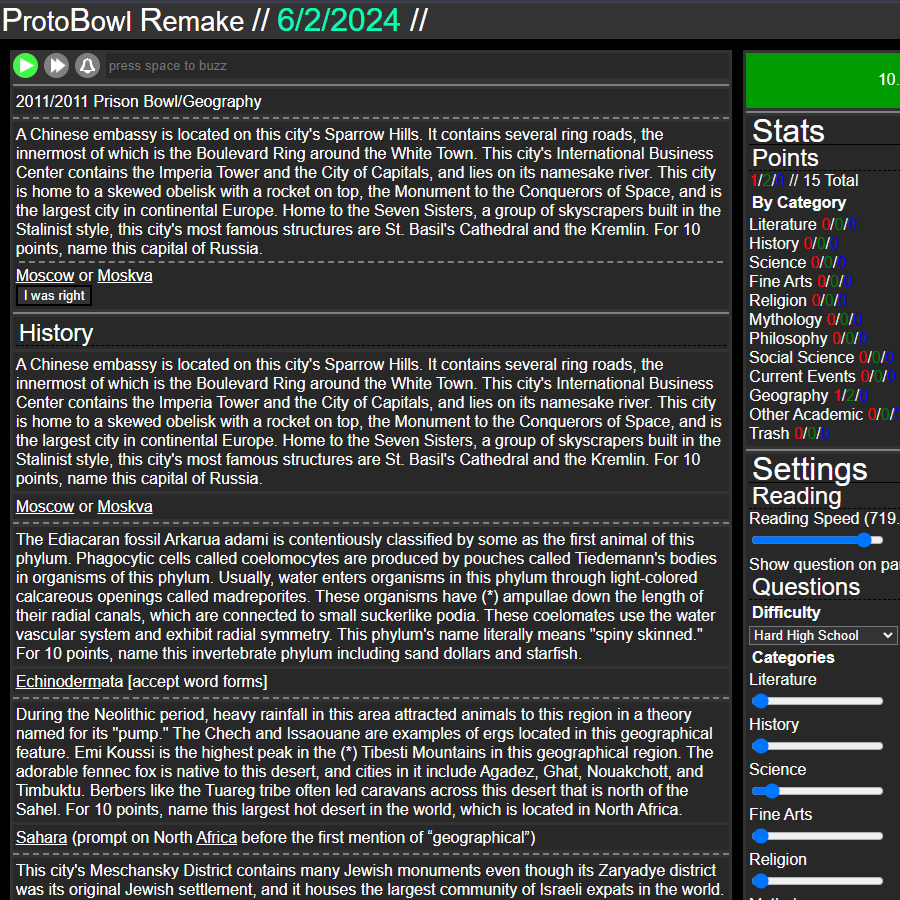 ProtoBowl Remake // 6/2/2024 //
press space to buzz
2011/2011 Prison Bowl/Geography
A Chinese embassy is located on this city's Sparrow Hills. It contains several ring roads, the
innermost of which is the Boulevard Ring around the White Town. This city's International Business
Center contains the Imperia Tower and the City of Capitals, and lies on its namesake river. This city
is home to a skewed obelisk with a rocket on top, the Monument to the Conquerors of Space, and is
the largest city in continental Europe. Home to the Seven Sisters, a group of skyscrapers built in the
Stalinist style, this city's most famous structures are St. Basil's Cathedral and the Kremlin. For 10
points, name this capital of Russia.
Moscow or Moskva
I was right
History
A Chinese embassy is located on this city's Sparrow Hills. It contains several ring roads, the
innermost of which is the Boulevard Ring around the White Town. This city's International Business
Center contains the Imperia Tower and the City of Capitals, and lies on its namesake river. This city
is home to a skewed obelisk with a rocket on top, the Monument to the Conquerors of Space, and is
the largest city in continental Europe. Home to the Seven Sisters, a group of skyscrapers built in the
Stalinist style, this city's most famous structures are St. Basil's Cathedral and the Kremlin. For 10
points, name this capital of Russia.
Moscow or Moskva
The Ediacaran fossil Arkarua adami is contentiously classified by some as the first animal of this
phylum. Phagocytic cells called coelomocytes are produced by pouches called Tiedemann's bodies
in organisms of this phylum. Usually, water enters organisms in this phylum through light-colored
calcareous openings called madreporites. These organisms have (*) ampullae down the length of
their radial canals, which are connected to small suckerlike podia. These coelomates use the water
vascular system and exhibit radial symmetry. This phylum's name literally means "spiny skinned."
For 10 points, name this invertebrate phylum including sand dollars and starfish.
Echinodermata [accept word forms]
During the Neolithic period, heavy rainfall in this area attracted animals to this region in a theory
named for its "pump." The Chech and Issaouane are examples of ergs located in this geographical
feature. Emi Koussi is the highest peak in the (*) Tibesti Mountains in this geographical region. The
adorable fennec fox is native to this desert, and cities in it include Agadez, Ghat, Nouakchott, and
Timbuktu. Berbers like the Tuareg tribe often led caravans across this desert that is north of the
Sahel. For 10 points, name this largest hot desert in the world, which is located in North Africa.
Sahara (prompt on North Africa before the first mention of “geographical”)
This city's Meschansky District contains many Jewish monuments even though its Zaryadye district
was its original Jewish settlement, and it houses the largest community of Israeli expats in the world.
10.
Stats
Points
1/2/0 // 15 Total
By Category
Literature 0/0/0
History 0/0/0
Science 0/0/0
Fine Arts 0/0/0
Religion 0/0/0
Mythology 0/0/0
Philosophy 0/0/0
Social Science 0/0/0
Current Events 0/0/0
Geography 1/2/0
Other Academic 0/0/
Trash 0/0/0
Settings
Reading
Reading Speed (719.
Show question on pa
Questions
Difficulty
Hard High School
Categories
Literature
History
Science
Fine Arts
Religion